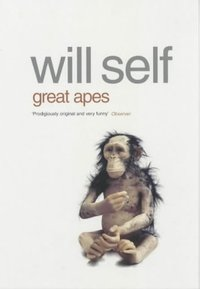 will self
great apes
'Prodigiously original and very funny' Observer